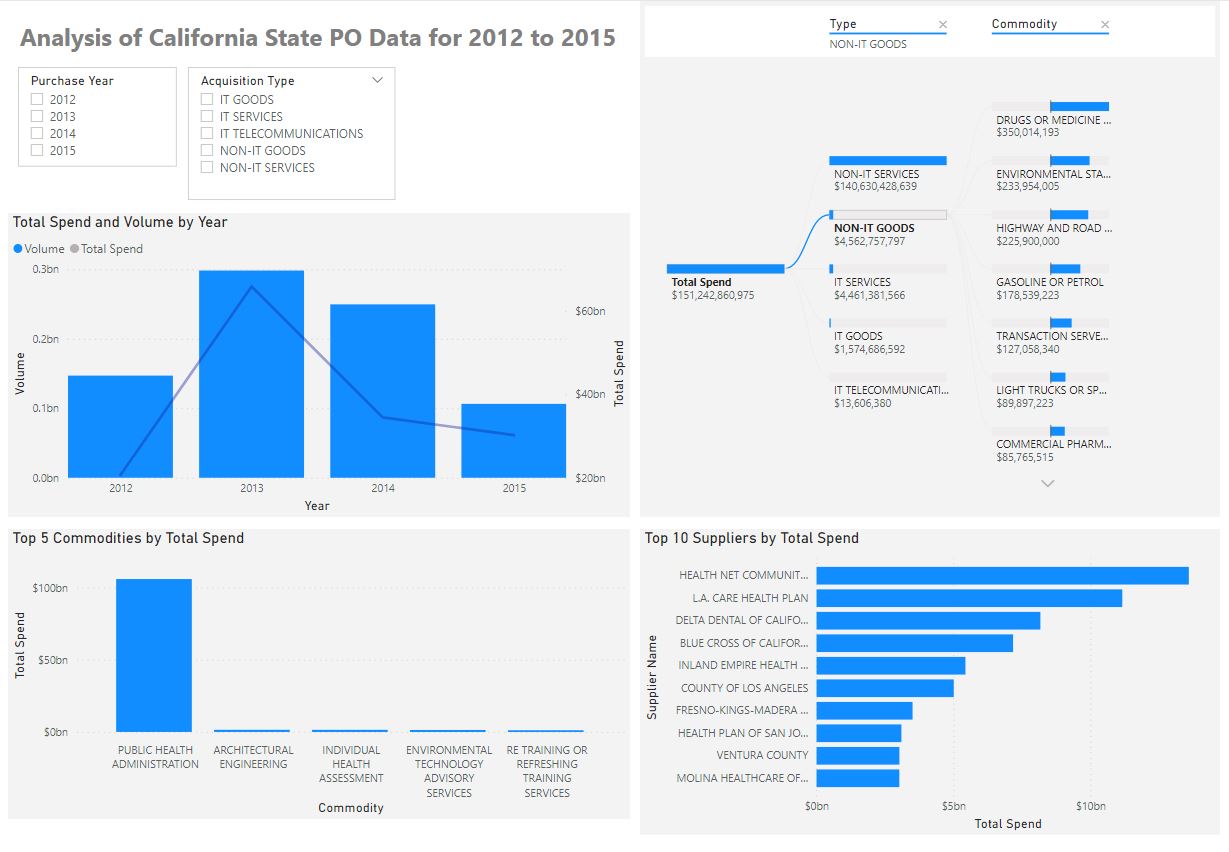 Analysis of California State PO Data for 2012 to 2015
Purchase Year
2012
2013
2014
2015
Acquisition Type
IT GOODS
IT SERVICES
IT TELECOMMUNICATIONS
NON-IT GOODS
NON-IT SERVICES
Type
NON-IT GOODS
Commodity
Total Spend
$151,242,860,975
NON-IT SERVICES
$140,630,428,639
NON-IT GOODS
$4,562,757,797
IT SERVICES
$4,461,381,566
IT GOODS
$1,574,686,592
IT TELECOMMUNICATI...
$13,606,380
DRUGS OR MEDICINE ...
$350,014,193
ENVIRONMENTAL STA...
$233,954,005
HIGHWAY AND ROAD ...
$225,900,000
GASOLINE OR PETROL
$178,539,223
TRANSACTION SERVE...
$127,058,340
LIGHT TRUCKS OR SP...
$89,897,223
COMMERCIAL PHARM...
$85,765,515
Total Spend and Volume by Year
Volume Total Spend
0.3bn
0.2bn
0.1bn
0.0bn
Volume
$60bn
$40bn
$20bn
Total Spend
2012 2013 2014 2015
Year
Top 5 Commodities by Total Spend
$100bn
$50bn
$0bn
Total Spend
PUBLIC HEALTH
ADMINISTRATION
ARCHITECTURAL
ENGINEERING
INDIVIDUAL
HEALTH
ASSESSMENT
ENVIRONMENTAL
TECHNOLOGY
ADVISORY
SERVICES
RE TRAINING OR
REFRESHING
TRAINING
SERVICES
Commodity
Top 10 Suppliers by Total Spend
Supplier Name
HEALTH NET COMMUNIT...
L.A. CARE HEALTH PLAN
DELTA DENTAL OF CALIFO...
BLUE CROSS OF CALIFOR...
INLAND EMPIRE HEALTH ...
COUNTY OF LOS ANGELES
FRESNO-KINGS-MADERA ...
HEALTH PLAN OF SAN JO...
VENTURA COUNTY
MOLINA HEALTHCARE OF...
$0bn $5bn $10bn
Total Spend